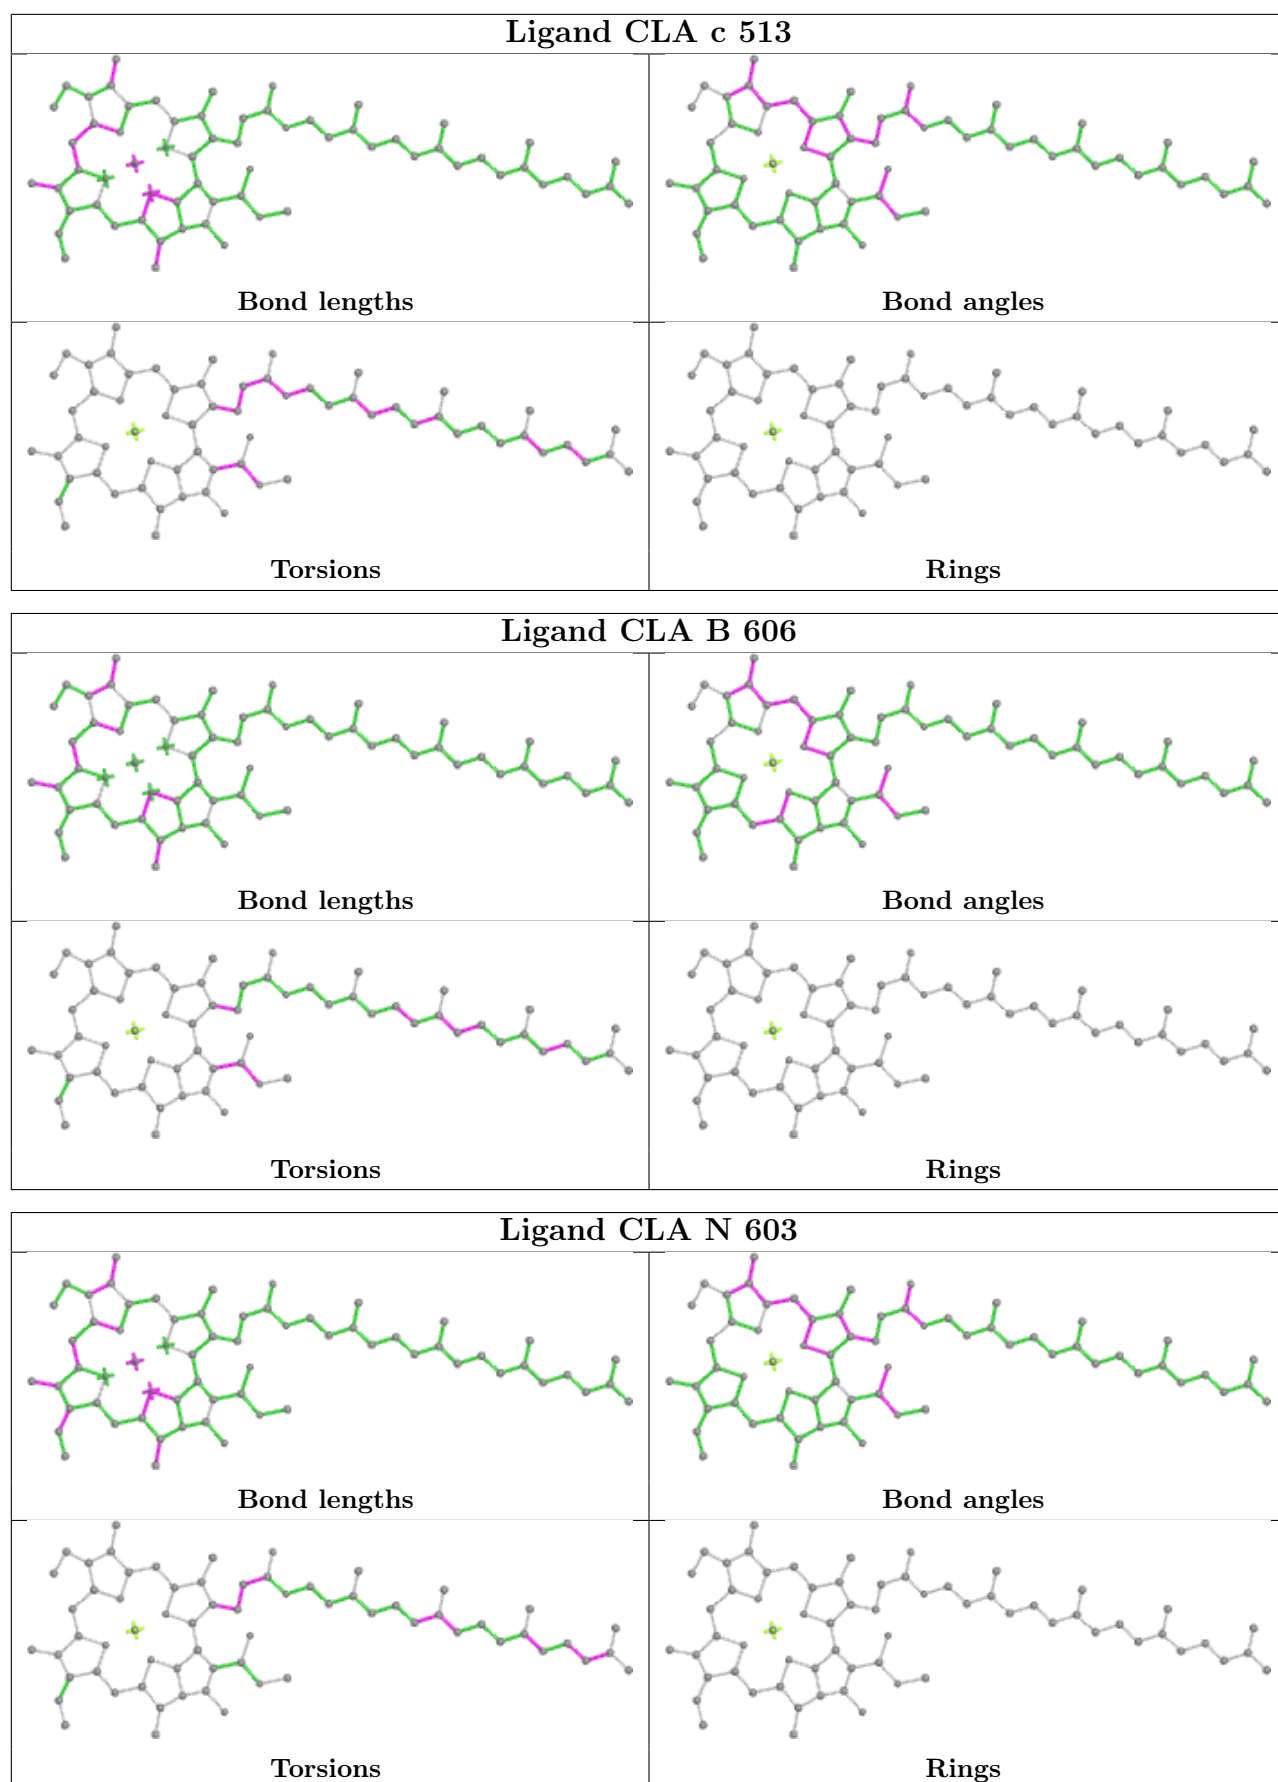 Ligand CLA c 513
Bond lengths
Bond angles
Torsions
Rings
Ligand CLA B 606
Bond lengths
Bond angles
Torsions
Rings
Ligand CLA N 603
Bond lengths
Bond angles
Torsions
Rings